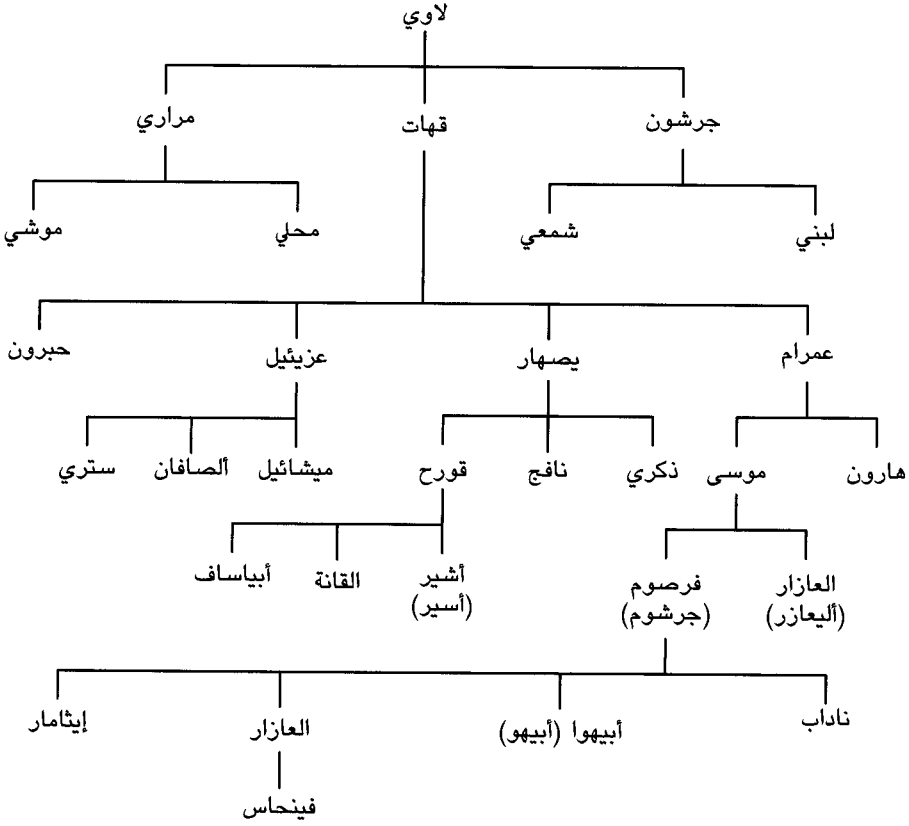 لاوي
جرشون قهات مراري
لبني شمعي محلي موشي
عمرام يصهار عزيئيل حبرون
هارون موسى ذكري نافج قورح ميشائيل ألصافان ستري
العازار فرصوم أشير القانة أبياساف
(أليعازر) (جرشوم) (أسير)
ناداب أبيهوا (أبيهو) العازار إيثامار
فينحاس